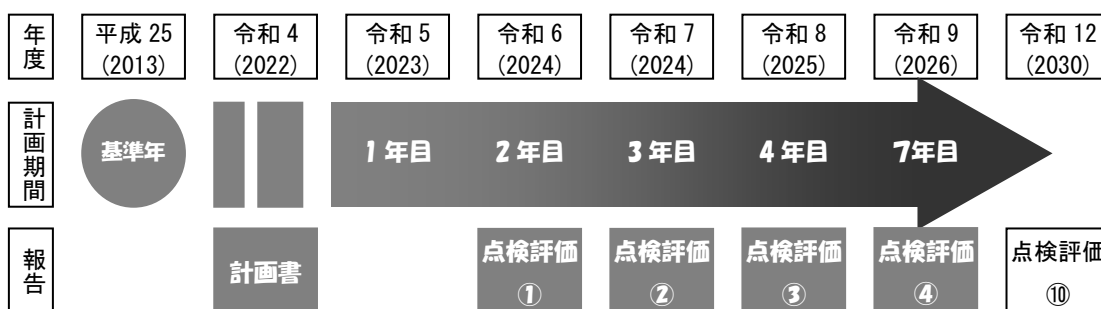 年度
平成 25
(2013)
令和 4
(2022)
令和 5
(2023)
令和 6
(2024)
令和 7
(2024)
令和 8
(2025)
令和 9
(2026)
令和 12
(2030)
計画期間
基準年
1 年目
2 年目
3 年目
4 年目
7年目
報告
計画書
点検評価
①
点検評価
②
点検評価
③
点検評価
④
点検評価
⑩